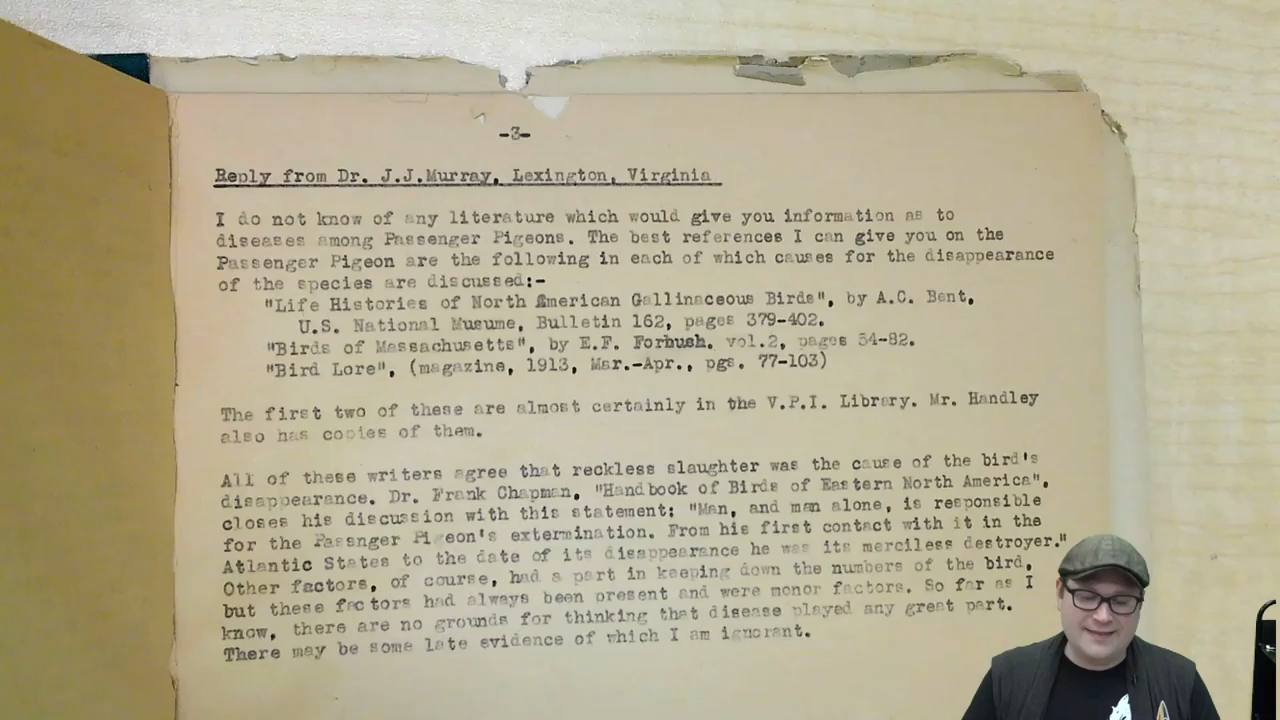 -3-
Reply from Dr. J.J.Murray, Lexington, Virginia
I do not know of any literature which would give you information as to
diseases among Passenger Pigeons. The best references I can give you on the
Passenger Pigeon are the following in each of which causes for the disappearance
of the species are discussed:-
"Life Histories of North American Gallinaceous Birds", by A.C. Bent,
U.S. National Musume, Bulletin 162, pages 379-402.
"Birds of Massachusetts", by E.F. Forbush. vol.2, pages 54-82.
"Bird Lore", (magazine, 1913, Mar.-Apr., pgs. 77-103)
The first two of these are almost certainly in the V.P.I. Library. Mr. Handley
also has copies of them.
All of these writers agree that reckless slaughter was the cause of the bird's
disappearance. Dr. Frank Chapman, "Handbook of Birds of Eastern North America",
closes his discussion with this statement: "Man, and man alone, is responsible
for the Passnger Pigeon's extermination. From his first contact with it in the
Atlantic States to the date of its disappearance he was its merciless destroyer."
Other factors, of course, had a part in keeping down the numbers of the bird,
but these factors had always been present and were monor factors. So far as I
know, there are no grounds for thinking that disease played any great part.
There may be some late evidence of which I am ignorant.